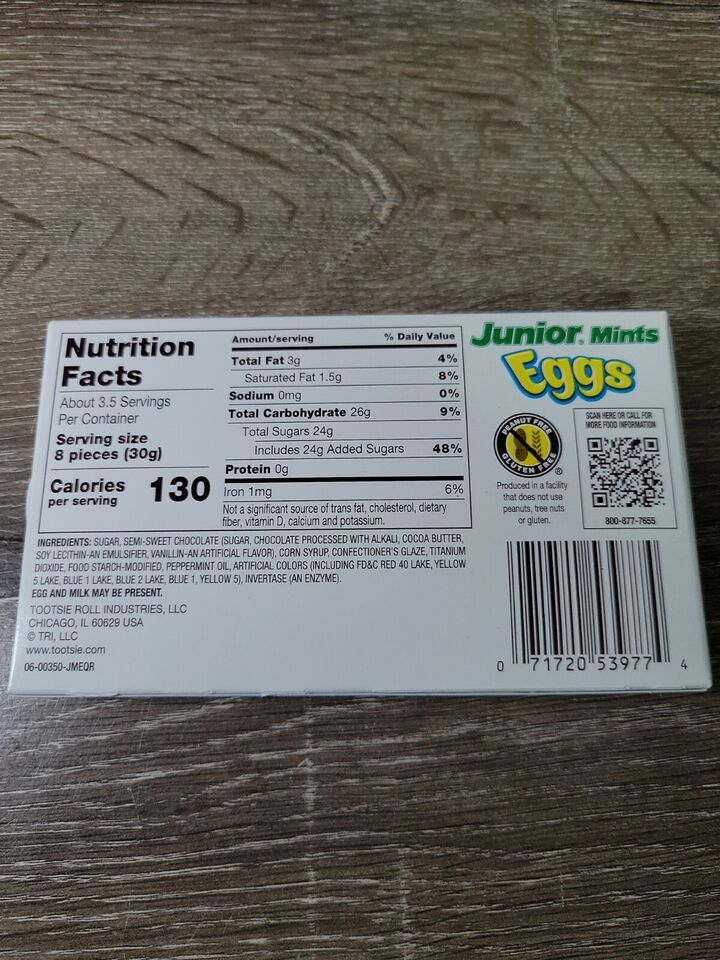 Nutrition
Facts
About 3.5 Servings
Per Container
Serving size
8 pieces (30g)
Calories
per serving
130
Amount/serving % Daily Value
Total Fat 3g 4%
Saturated Fat 1.5g 8%
Sodium 0mg 0%
Total Carbohydrate 26g 9%
Total Sugars 24g
Includes 24g Added Sugars 48%
Protein 0g
Iron 1mg 6%
Not a significant source of trans fat, cholesterol, dietary
fiber, vitamin D, calcium and potassium.
Junior® Mints
Eggs
PEANUT FREE
GLUTEN FREE
®
Produced in a facility
that does not use
peanuts, tree nuts
or gluten.
SCAN HERE OR CALL FOR
MORE FOOD INFORMATION
800-877-7655
INGREDIENTS: SUGAR, SEMI-SWEET CHOCOLATE (SUGAR, CHOCOLATE PROCESSED WITH ALKALI, COCOA BUTTER,
SOY LECITHIN-AN EMULSIFIER, VANILLIN-AN ARTIFICIAL FLAVOR), CORN SYRUP, CONFECTIONER'S GLAZE, TITANIUM
DIOXIDE, FOOD STARCH-MODIFIED, PEPPERMINT OIL, ARTIFICIAL COLORS (INCLUDING FD&C RED 40 LAKE, YELLOW
5 LAKE, BLUE 1 LAKE, BLUE 2 LAKE, BLUE 1, YELLOW 5), INVERTASE (AN ENZYME).
EGG AND MILK MAY BE PRESENT.
TOOTSIE ROLL INDUSTRIES, LLC
CHICAGO, IL 60629 USA
© TRI, LLC
www.tootsie.com
06-00350-JMEQR
0 71720 53977 4